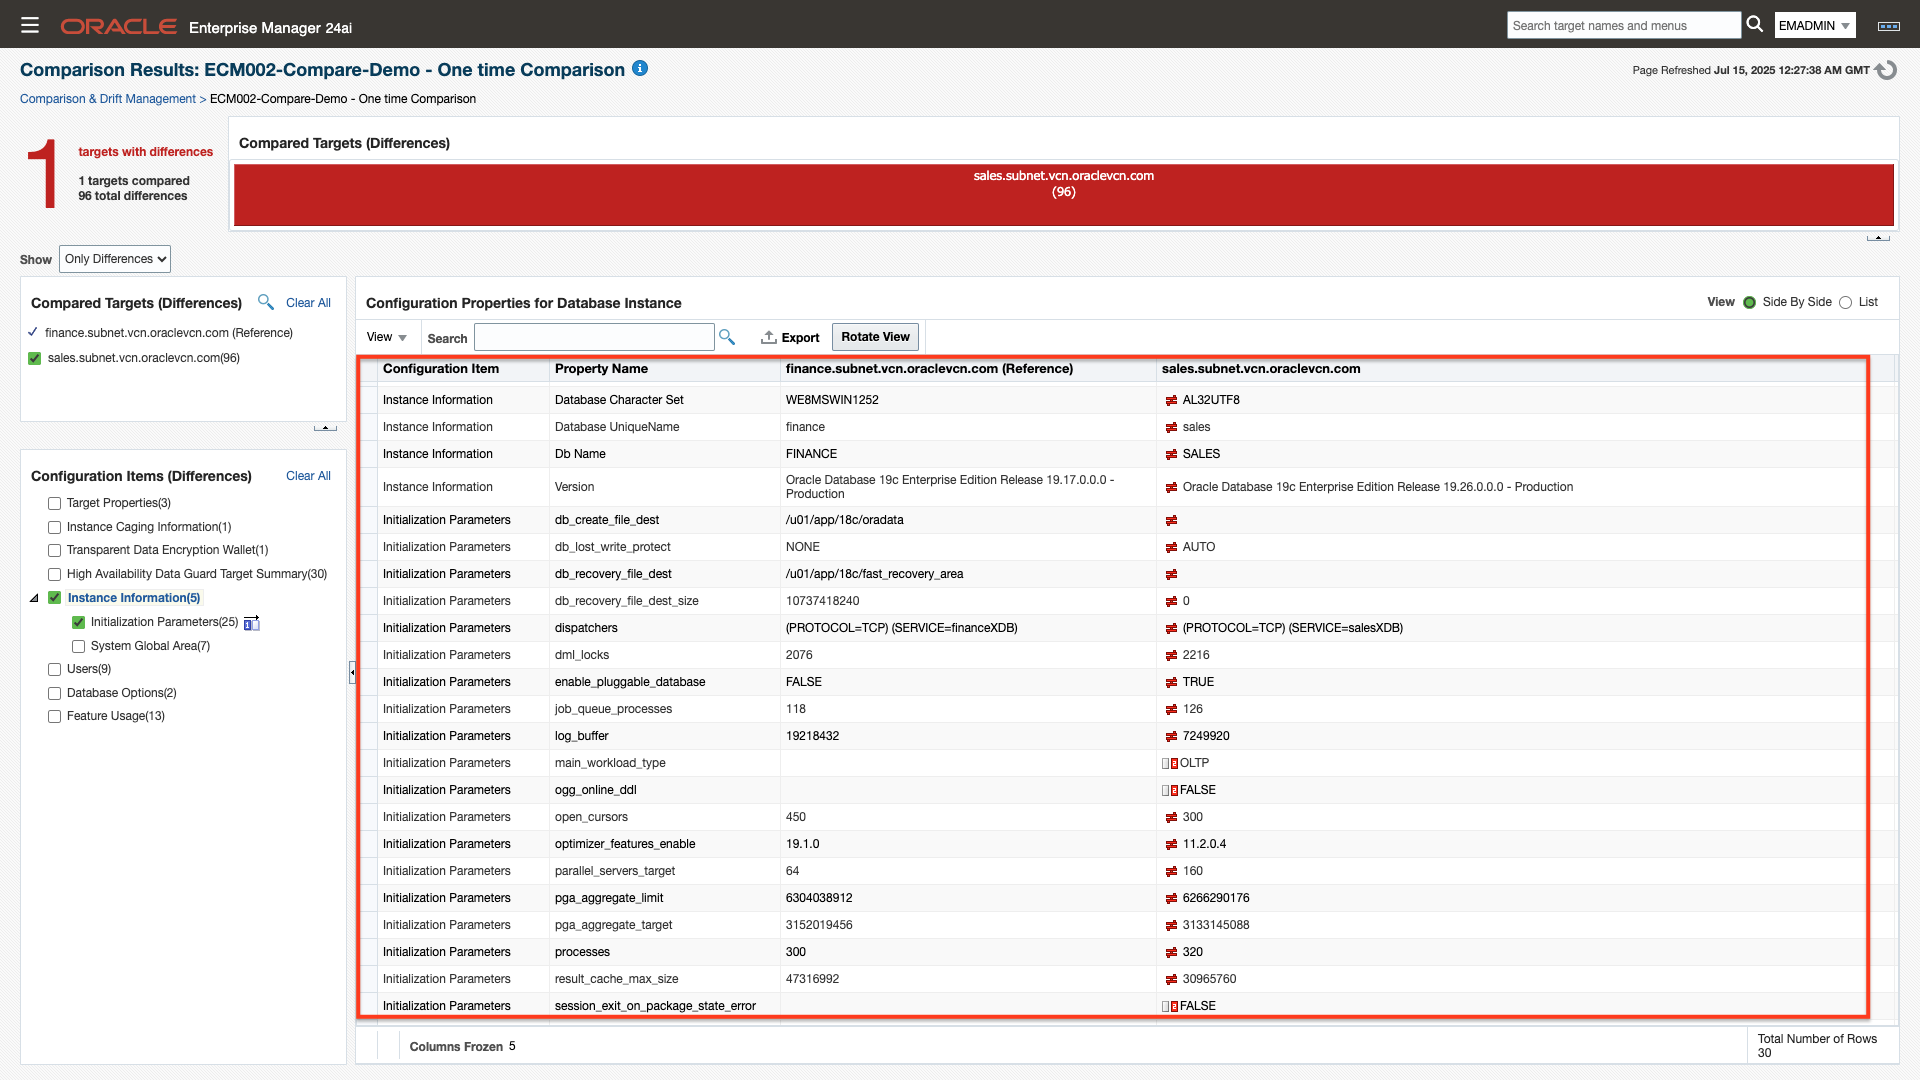 ORACLE Enterprise Manager 24ai
Search target names and menus
EMADMIN
Comparison Results: ECM002-Compare-Demo - One time Comparison
Page Refreshed Jul 15, 2025 12:27:38 AM GMT
Comparison & Drift Management > ECM002-Compare-Demo - One time Comparison
1 targets with differences
1 targets compared
96 total differences
Compared Targets (Differences)
sales.subnet.vcn.oraclevcn.com
(96)
Show Only Differences
Compared Targets (Differences) Clear All
finance.subnet.vcn.oraclevcn.com (Reference)
sales.subnet.vcn.oraclevcn.com(96)
Configuration Items (Differences) Clear All
Target Properties(3)
Instance Caging Information(1)
Transparent Data Encryption Wallet(1)
High Availability Data Guard Target Summary(30)
Instance Information(5)
Initialization Parameters(25)
System Global Area(7)
Users(9)
Database Options(2)
Feature Usage(13)
Configuration Properties for Database Instance
View Side By Side List
View Search Export Rotate View
Configuration Item Property Name finance.subnet.vcn.oraclevcn.com (Reference) sales.subnet.vcn.oraclevcn.com
Instance Information Database Character Set WE8MSWIN1252 AL32UTF8
Instance Information Database UniqueName finance sales
Instance Information Db Name FINANCE SALES
Instance Information Version Oracle Database 19c Enterprise Edition Release 19.17.0.0.0 - Production Oracle Database 19c Enterprise Edition Release 19.26.0.0.0 - Production
Initialization Parameters db_create_file_dest /u01/app/18c/oradata
Initialization Parameters db_lost_write_protect NONE AUTO
Initialization Parameters db_recovery_file_dest /u01/app/18c/fast_recovery_area
Initialization Parameters db_recovery_file_dest_size 10737418240 0
Initialization Parameters dispatchers (PROTOCOL=TCP) (SERVICE=financeXDB) (PROTOCOL=TCP) (SERVICE=salesXDB)
Initialization Parameters dml_locks 2076 2216
Initialization Parameters enable_pluggable_database FALSE TRUE
Initialization Parameters job_queue_processes 118 126
Initialization Parameters log_buffer 19218432 7249920
Initialization Parameters main_workload_type OLTP
Initialization Parameters ogg_online_ddl FALSE
Initialization Parameters open_cursors 450 300
Initialization Parameters optimizer_features_enable 19.1.0 11.2.0.4
Initialization Parameters parallel_servers_target 64 160
Initialization Parameters pga_aggregate_limit 6304038912 6266290176
Initialization Parameters pga_aggregate_target 3152019456 3133145088
Initialization Parameters processes 300 320
Initialization Parameters result_cache_max_size 47316992 30965760
Initialization Parameters session_exit_on_package_state_error FALSE
Columns Frozen 5
Total Number of Rows
30